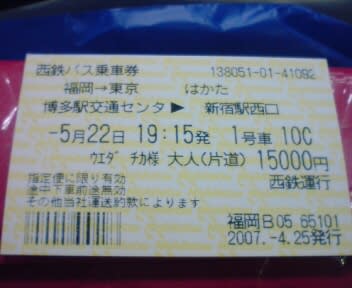 西鉄バス乗車券 138051-01-41092
福岡→東京 はかた
博多駅交通センタ▶ 新宿駅西口
-5月22日 19:15発 1号車 10C
ウエダ チカ様 大人(片道) 15000円
指定便に限り有効 西鉄運行
途中下車前途無効
その他当社運送約款によります
福岡B05 65101
2007.-4.25発行